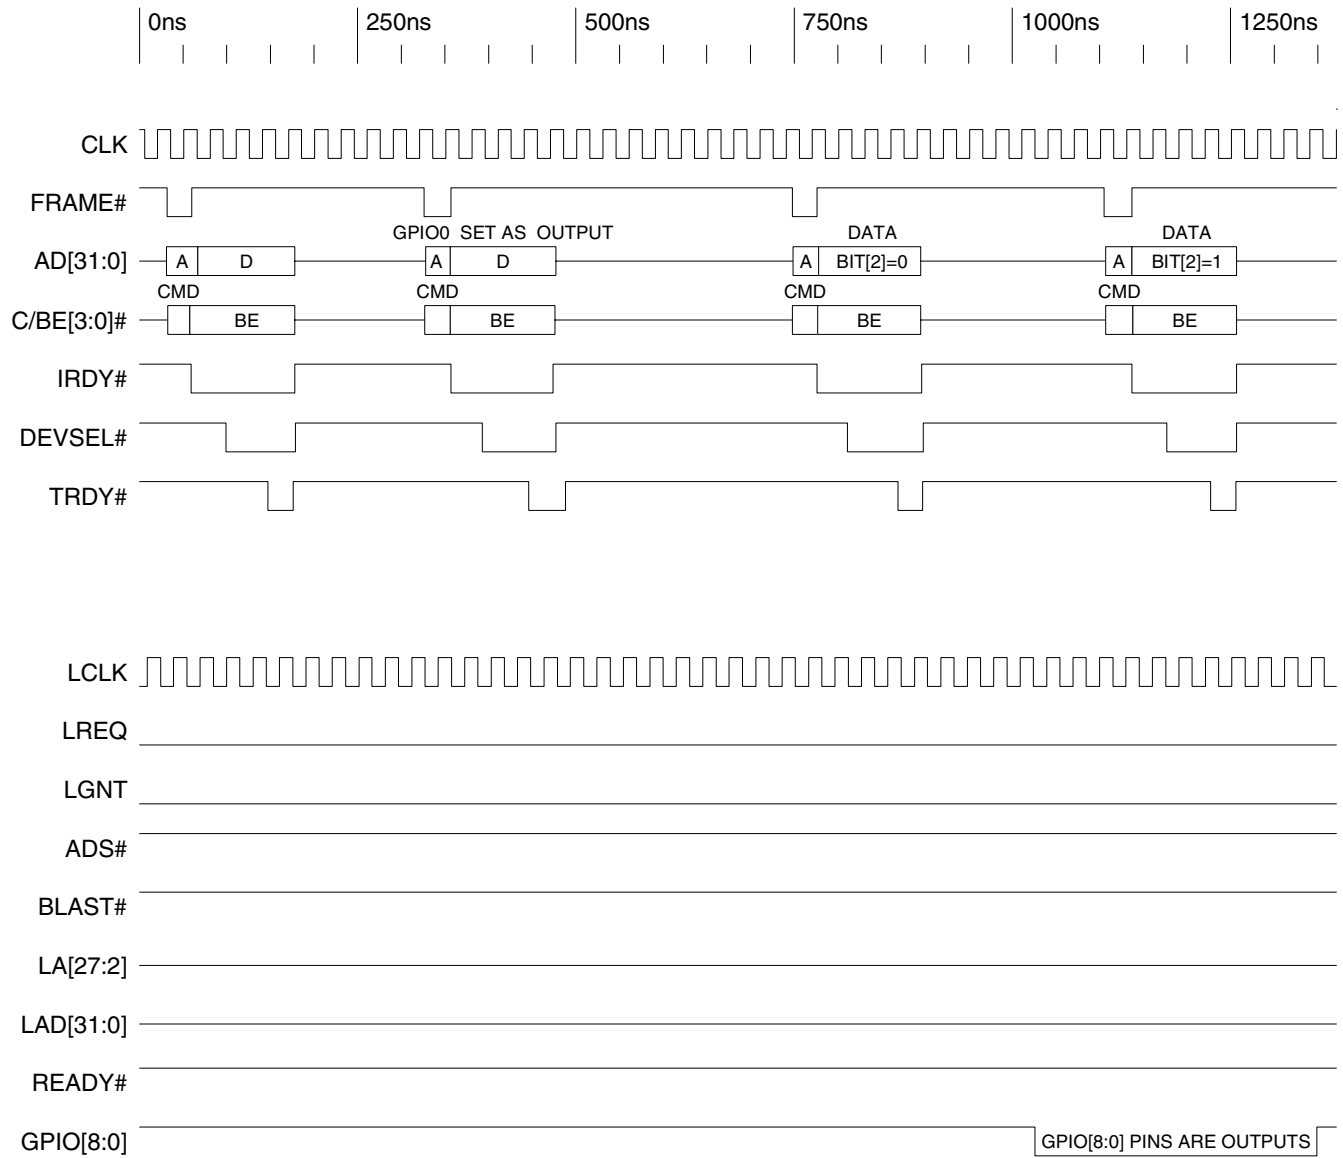 0ns 250ns 500ns 750ns 1000ns 1250ns
CLK
FRAME#
GPIO0 SET AS OUTPUT DATA DATA
AD[31:0] A D A D A BIT[2]=0 A BIT[2]=1
CMD CMD CMD CMD
C/BE[3:0]# BE BE BE BE
IRDY#
DEVSEL#
TRDY#
LCLK
LREQ
LGNT
ADS#
BLAST#
LA[27:2]
LAD[31:0]
READY#
GPIO[8:0] GPIO[8:0] PINS ARE OUTPUTS